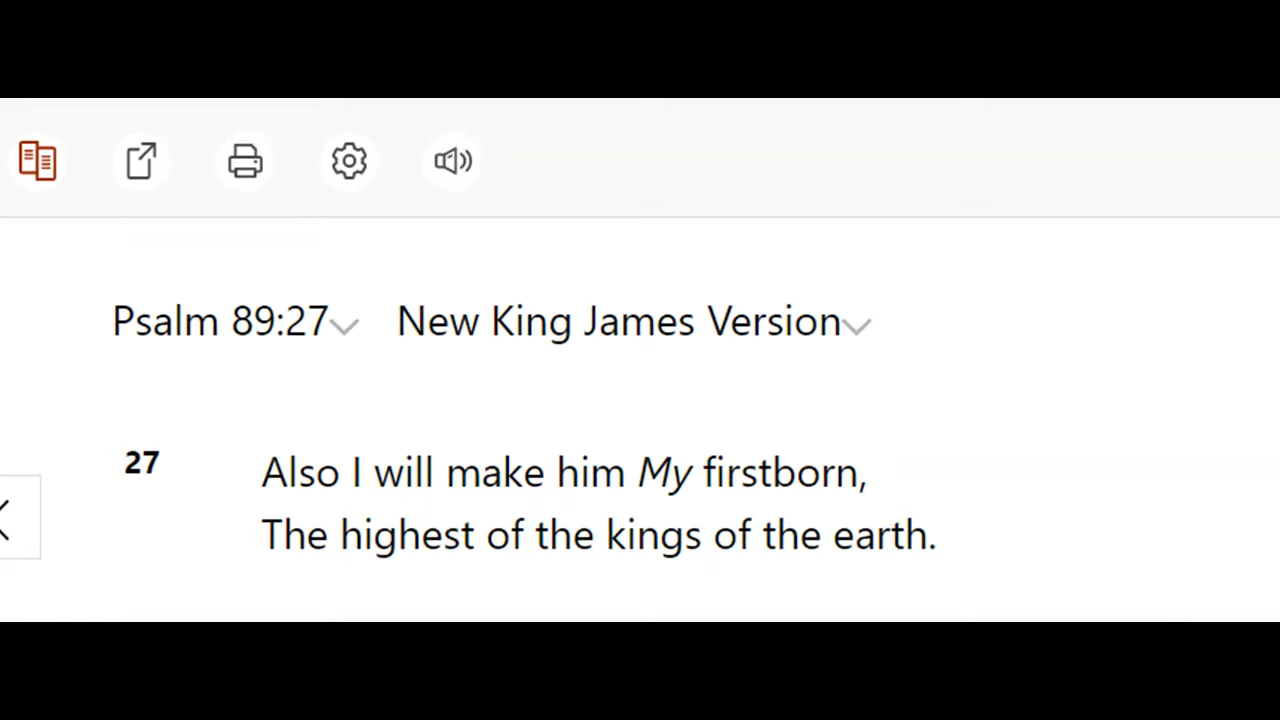 Psalm 89:27 New King James Version
27 Also I will make him My firstborn,
The highest of the kings of the earth.